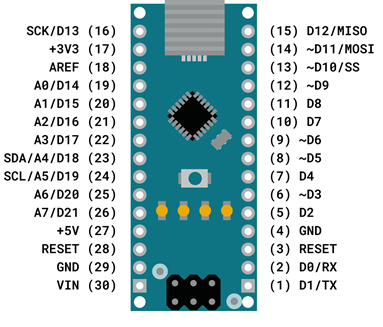 SCK/D13 (16)
(15) D12/MISO
+3V3 (17)
(14) ~D11/MOSI
AREF (18)
(13) ~D10/SS
A0/D14 (19)
(12) ~D9
A1/D15 (20)
(11) D8
A2/D16 (21)
(10) D7
A3/D17 (22)
(9) ~D6
SDA/A4/D18 (23)
(8) ~D5
SCL/A5/D19 (24)
(7) D4
A6/D20 (25)
(6) ~D3
A7/D21 (26)
(5) D2
+5V (27)
(4) GND
RESET (28)
(3) RESET
GND (29)
(2) D0/RX
VIN (30)
(1) D1/TX